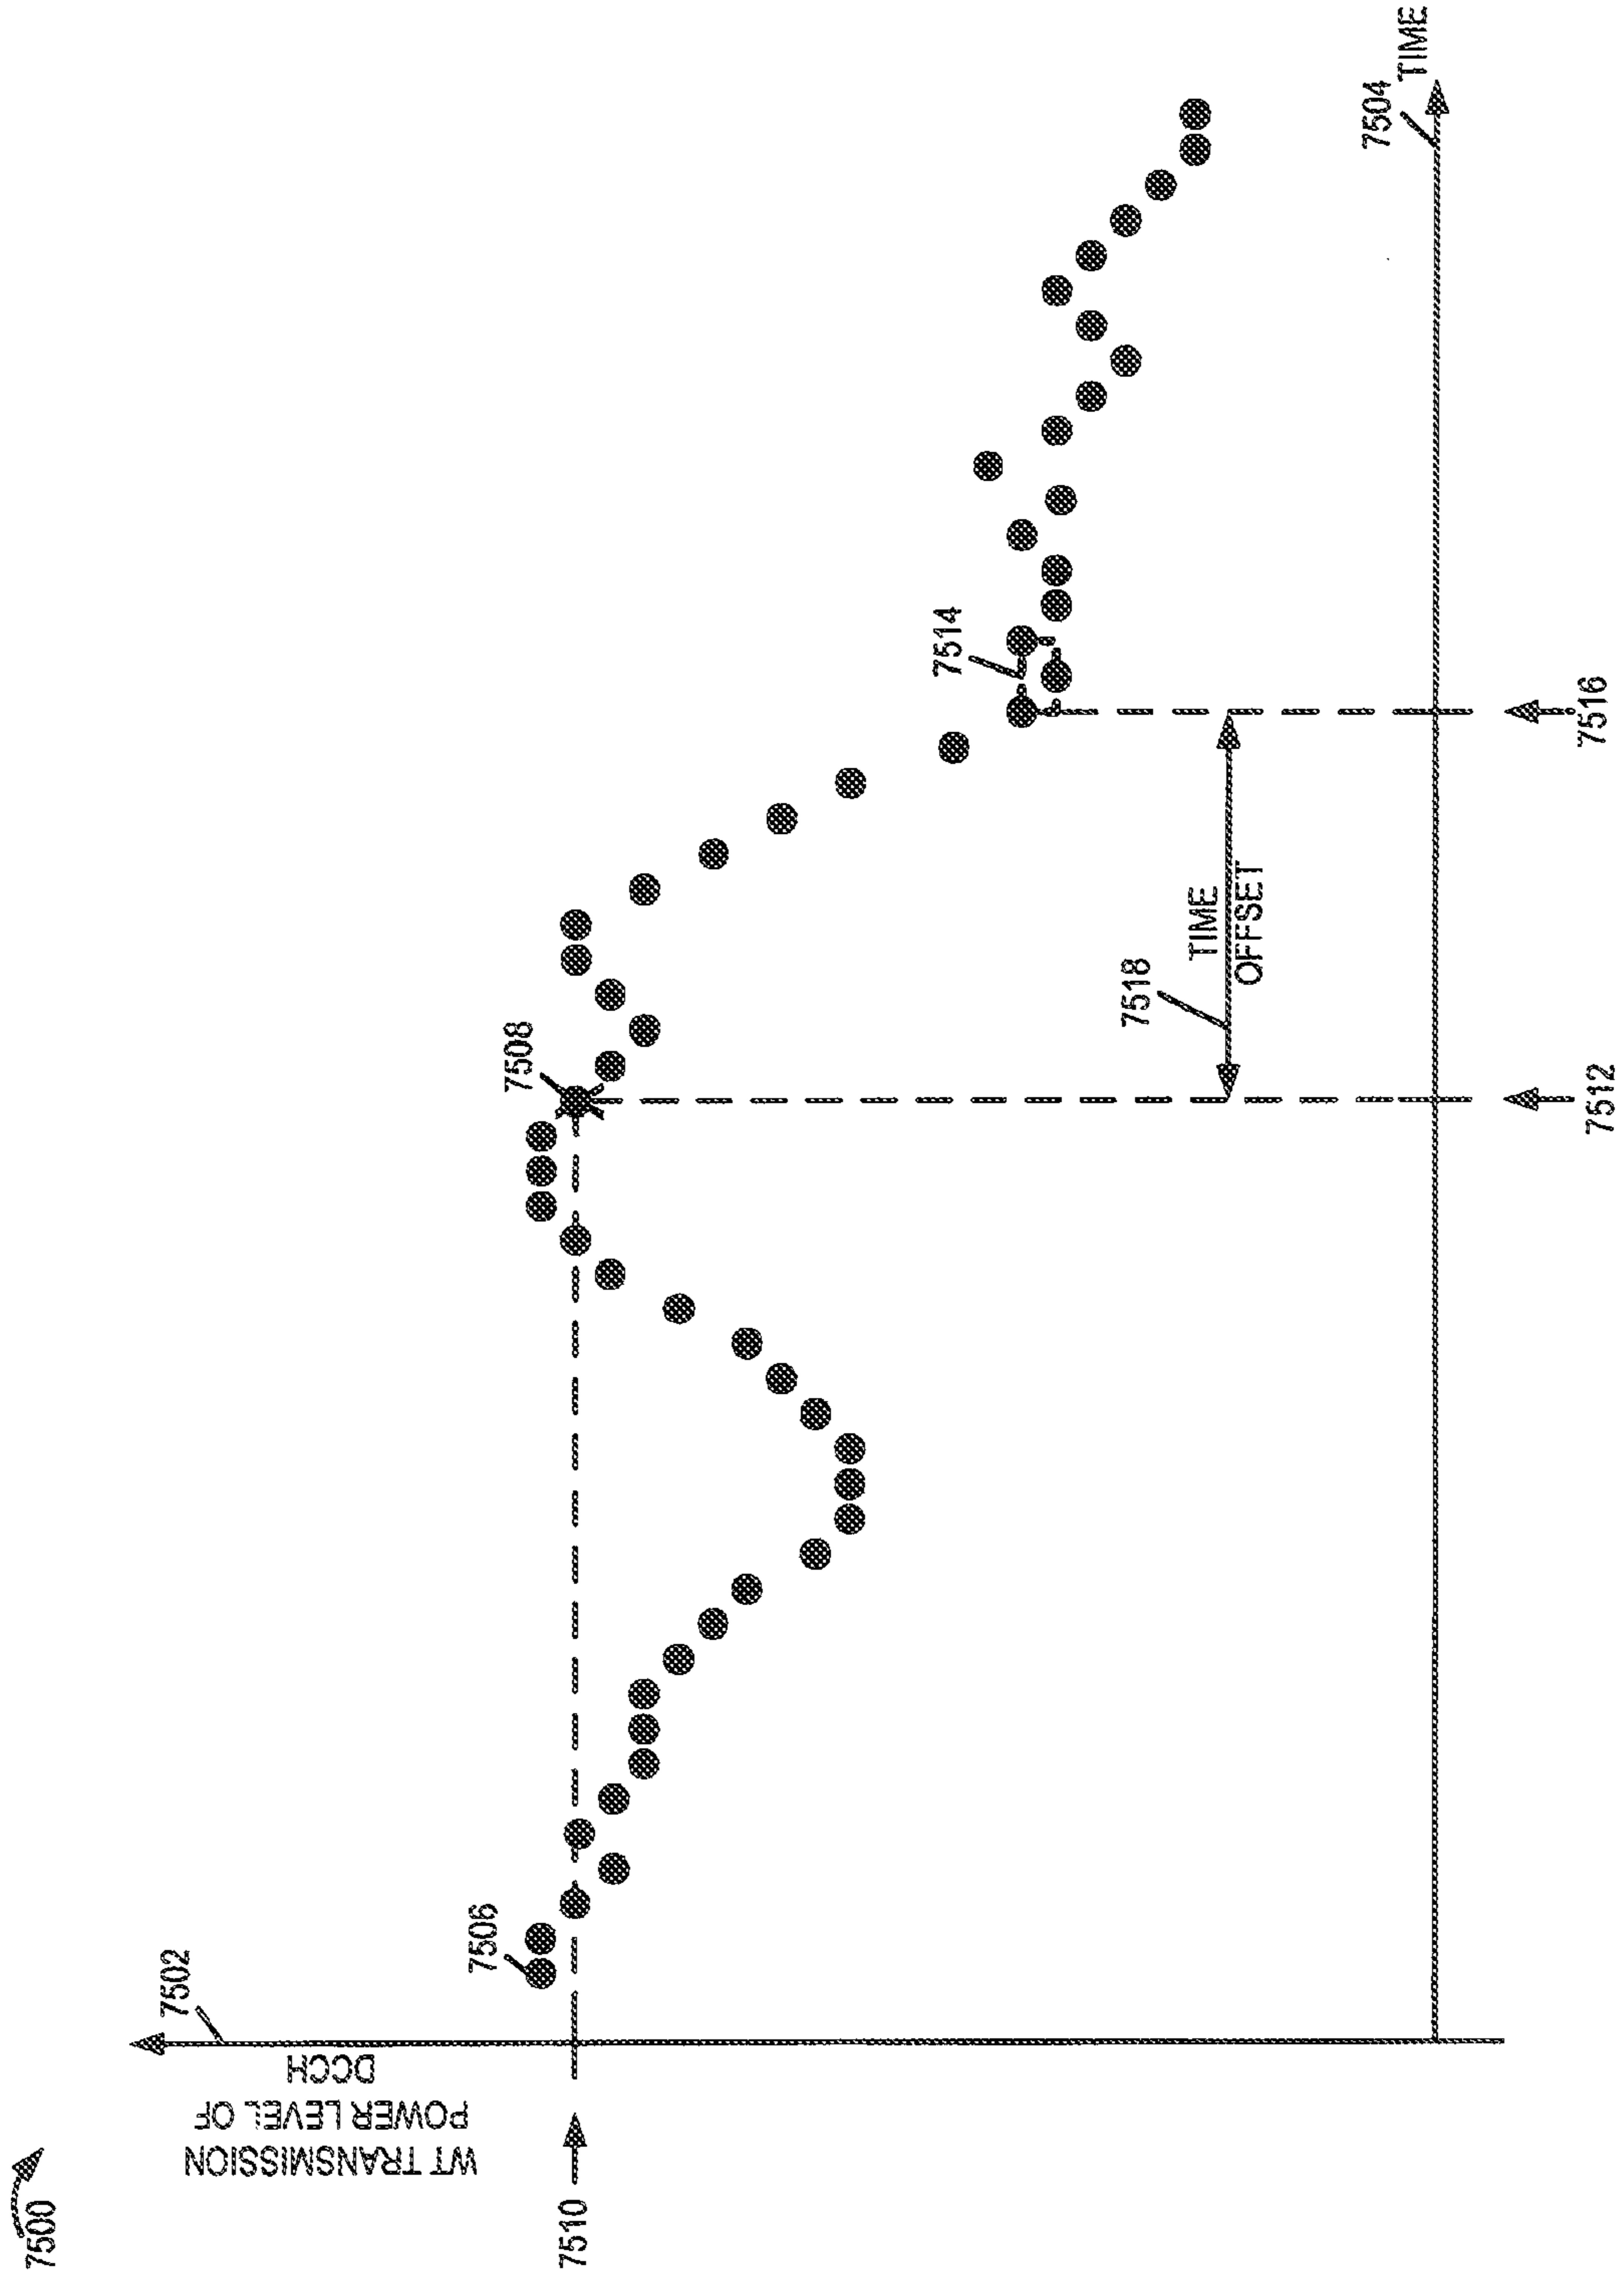 7500
WT TRANSMISSION
POWER LEVEL OF
DCCH
7502
7506
7510
7508
7514
7518
TIME
OFFSET
7504
TIME
7512
7516